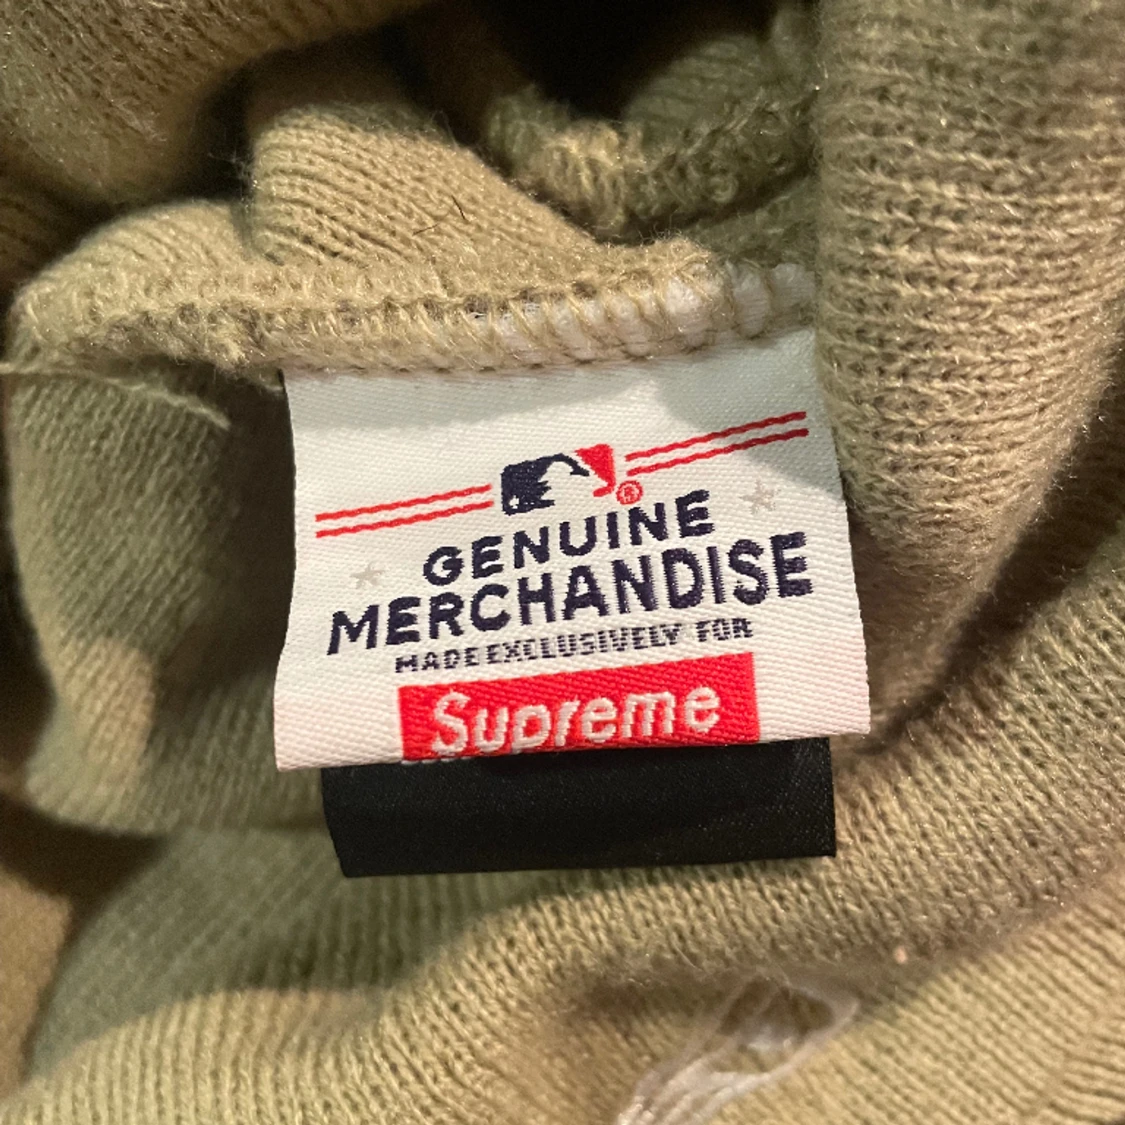 ®
GENUINE
MERCHANDISE
MADE EXCLUSIVELY FOR
Supreme